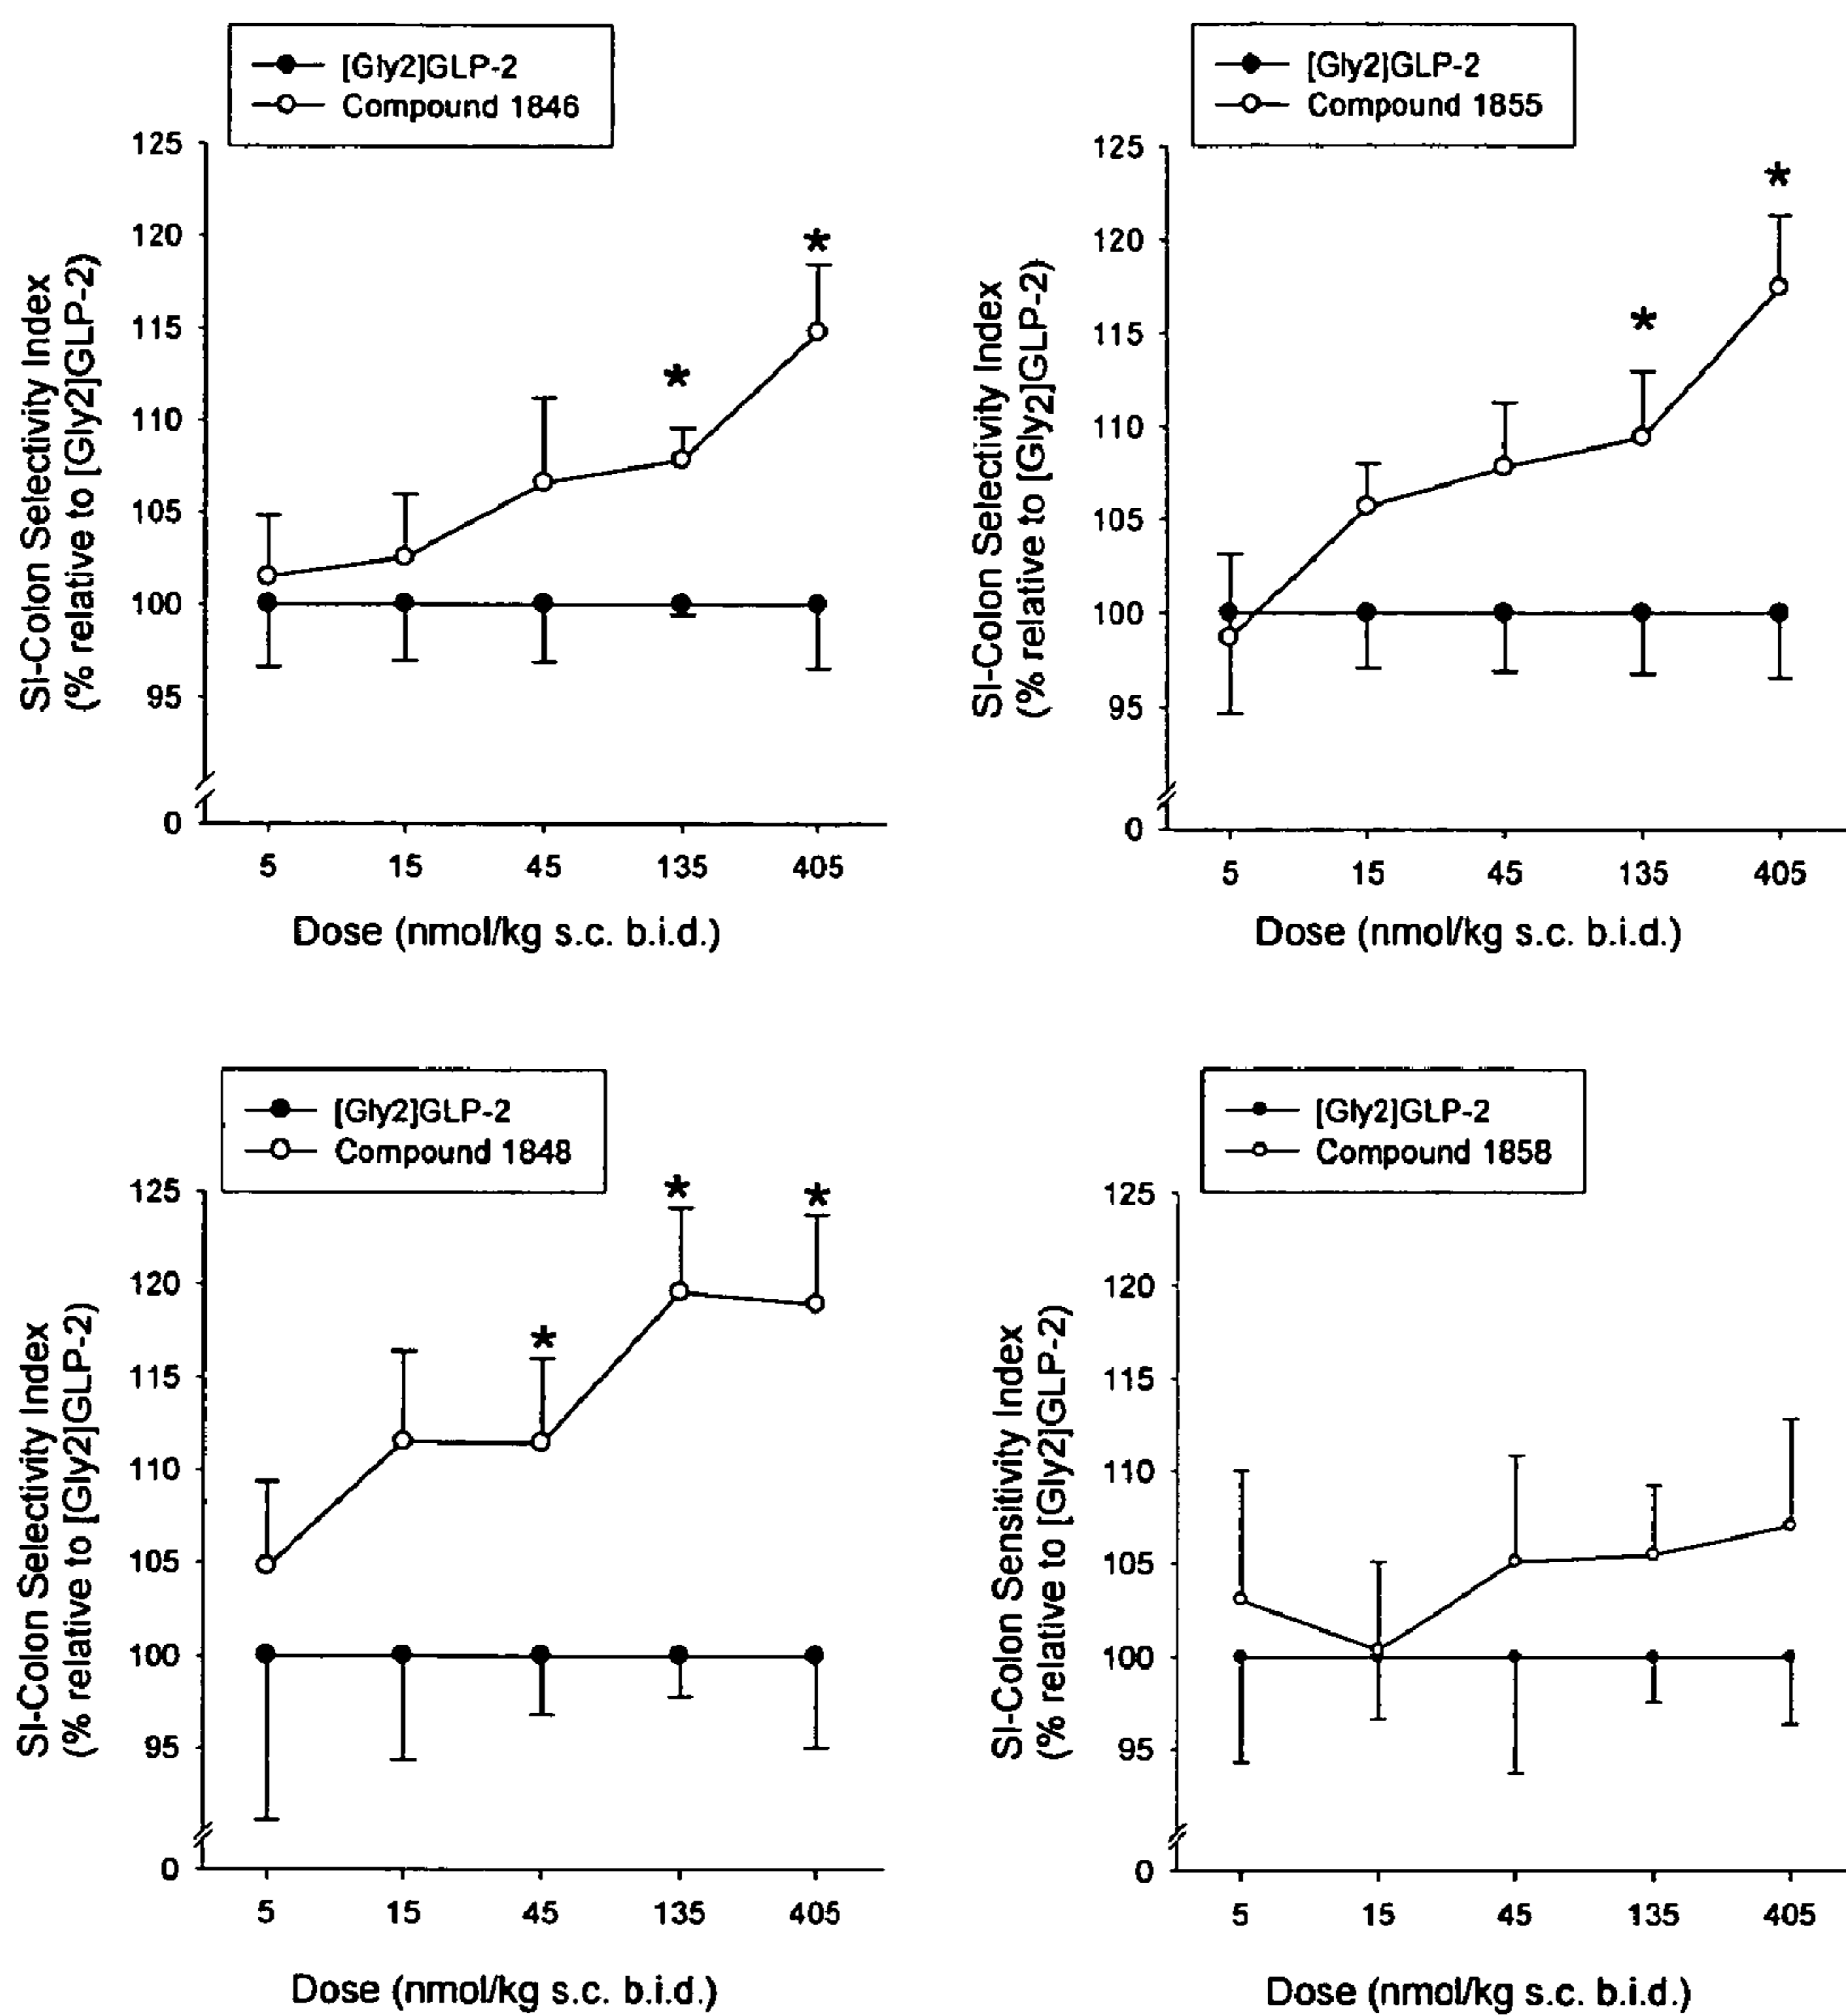 [Gly2]GLP-2
Compound 1846
SI-Colon Selectivity Index
(% relative to [Gly2]GLP-2)
125
120
*
115
*
110
105
100
95
0
5 15 45 135 405
Dose (nmol/kg s.c. b.i.d.)
[Gly2]GLP-2
Compound 1855
SI-Colon Selectivity Index
(% relative to [Gly2]GLP-2)
125
*
120
115
*
110
105
100
95
0
5 15 45 135 405
Dose (nmol/kg s.c. b.i.d.)
[Gly2]GLP-2
Compound 1848
SI-Colon Selectivity Index
(% relative to [Gly2]GLP-2)
125
* *
120
*
115
110
105
100
95
0
5 15 45 135 405
Dose (nmol/kg s.c. b.i.d.)
[Gly2]GLP-2
Compound 1858
SI-Colon Sensitivity Index
(% relative to [Gly2]GLP-2)
125
120
115
110
105
100
95
0
5 15 45 135 405
Dose (nmol/kg s.c. b.i.d.)